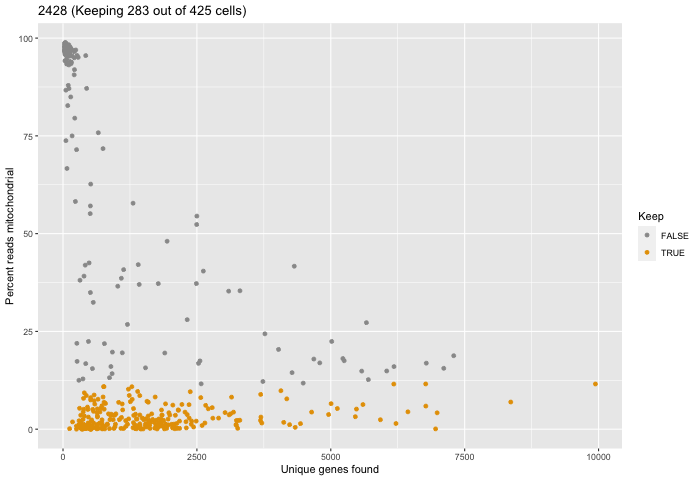 2428 (Keeping 283 out of 425 cells)
Percent reads mitochondrial
100
75
50
25
0
0
2500
5000
7500
10000
Unique genes found
Keep
FALSE
TRUE